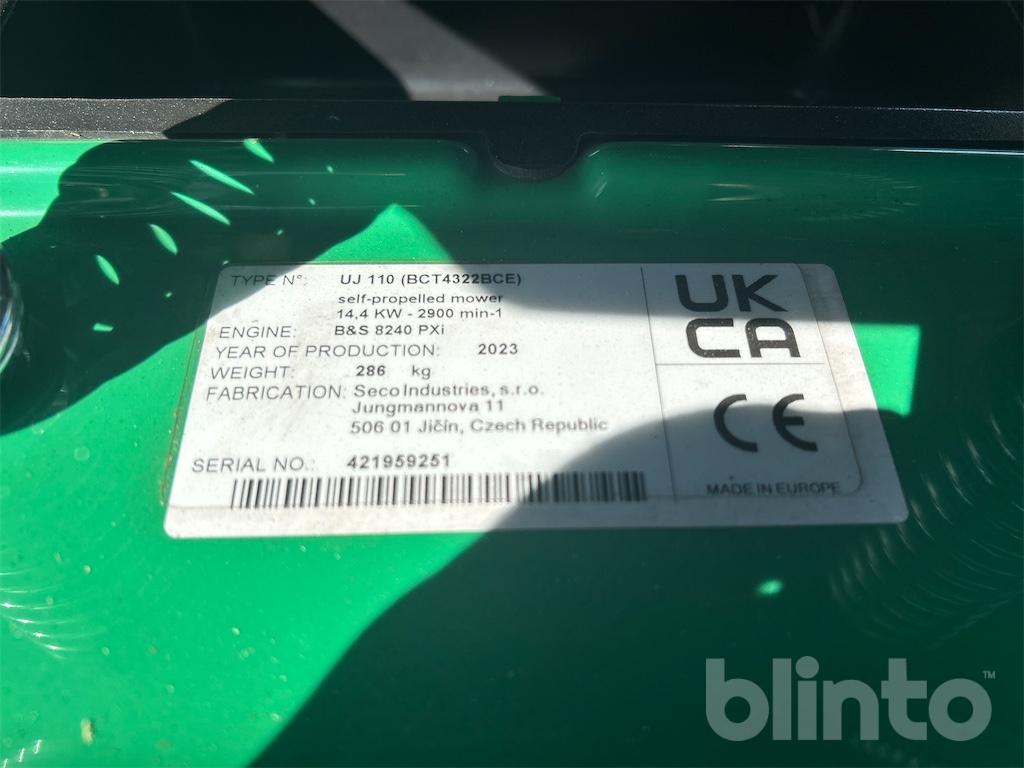 TYPE N°: UJ 110 (BCT4322BCE)
self-propelled mower
14,4 KW - 2900 min-1
ENGINE: B&S 8240 PXi
YEAR OF PRODUCTION: 2023
WEIGHT: 286 kg
FABRICATION: Seco Industries, s.r.o.
Jungmannova 11
506 01 Jičín, Czech Republic
SERIAL NO.: 421959251
UK
CA
CE
MADE IN EUROPE
blinto™